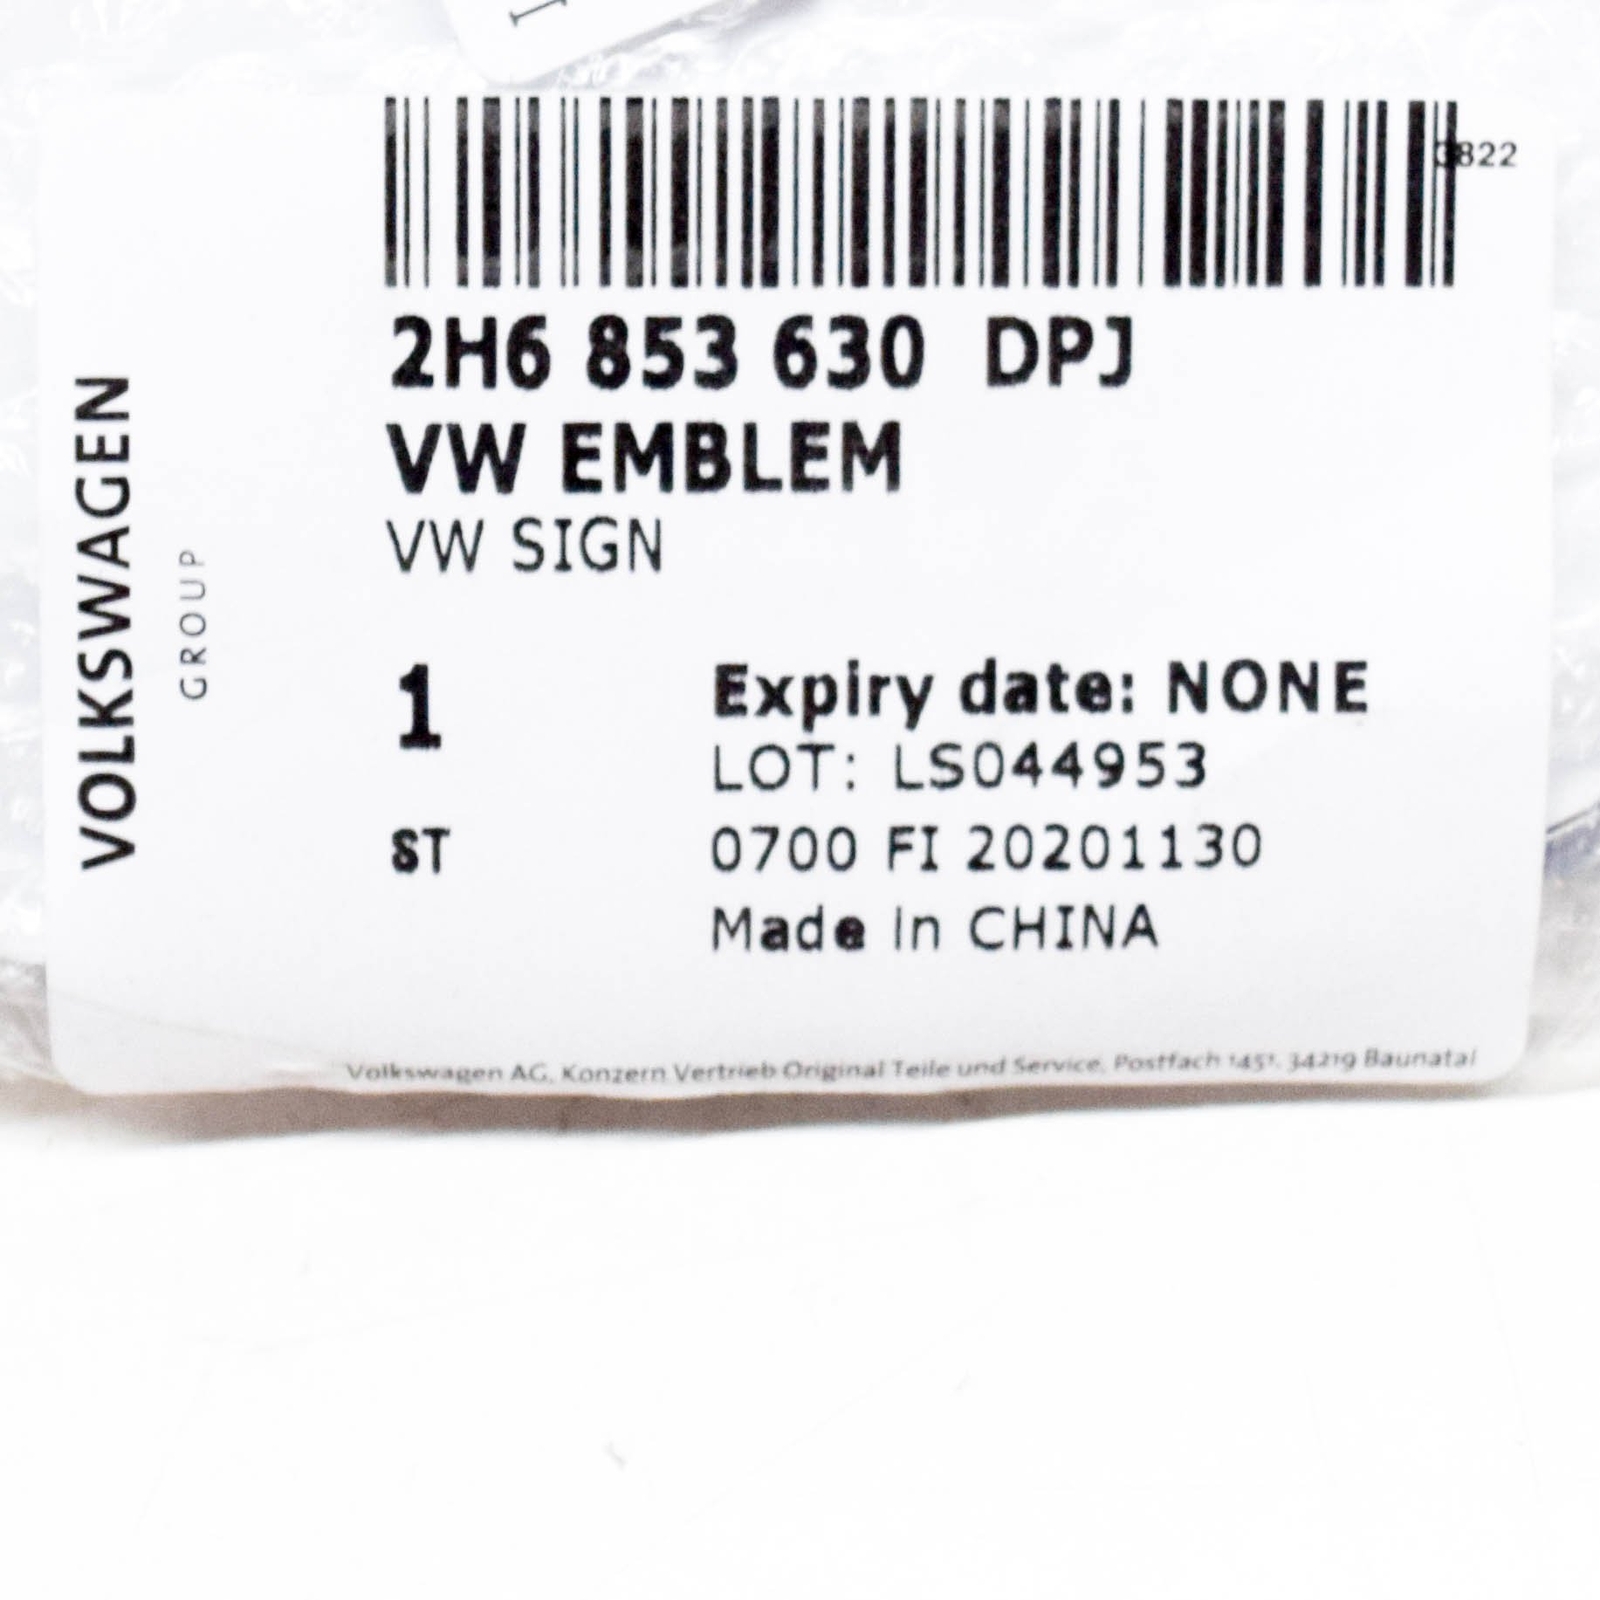 3822
2H6 853 630 DPJ
VW EMBLEM
VW SIGN
1
Expiry date: NONE
LOT: LS044953
ST
0700 FI 20201130
Made in CHINA
VOLKSWAGEN
GROUP
Volkswagen AG, Konzern Vertrieb Original Teile und Service, Postfach 1451, 34219 Baunatal